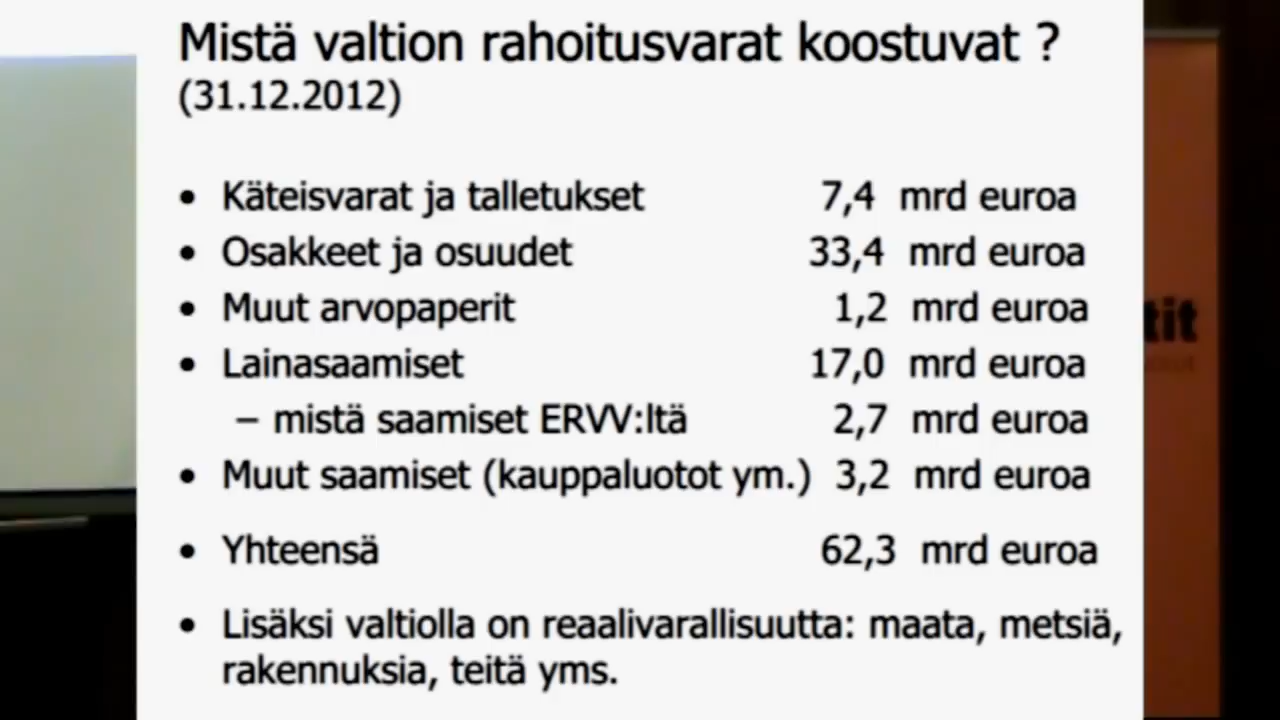 Mistä valtion rahoitusvarat koostuvat ?
(31.12.2012)
• Käteisvarat ja talletukset 7,4 mrd euroa
• Osakkeet ja osuudet 33,4 mrd euroa
• Muut arvopaperit 1,2 mrd euroa
• Lainasaamiset 17,0 mrd euroa
– mistä saamiset ERVV:ltä 2,7 mrd euroa
• Muut saamiset (kauppaluotot ym.) 3,2 mrd euroa
• Yhteensä 62,3 mrd euroa
• Lisäksi valtiolla on reaalivarallisuutta: maata, metsiä,
rakennuksia, teitä yms.
tit